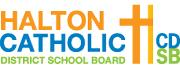 HALTON
CATHOLIC CD
DISTRICT SCHOOL BOARD SB